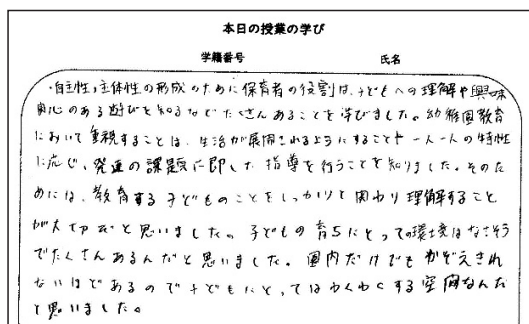 本日の授業の学び
学籍番号 氏名
・自主性,主体性の形成のために保育者の役割は、子どもへの理解や興味
関心のある遊びを知るなどたくさんあることを学びました。幼稚園教育
において重視することは、生活が展開されるようにすることや一人一人の特性
に応じ、発達の課題に即した指導を行うことを知りました。そのた
めには、教育する子どものことをしっかりと関わり理解すること
が大切だと思いました。子どもの育ちにとっての環境はなさそう
でたくさんあるんだと思いました。園内だけでもかぞえきれ
ないほどあるので子どもにとってはわくわくする空間なんだ
と思いました。